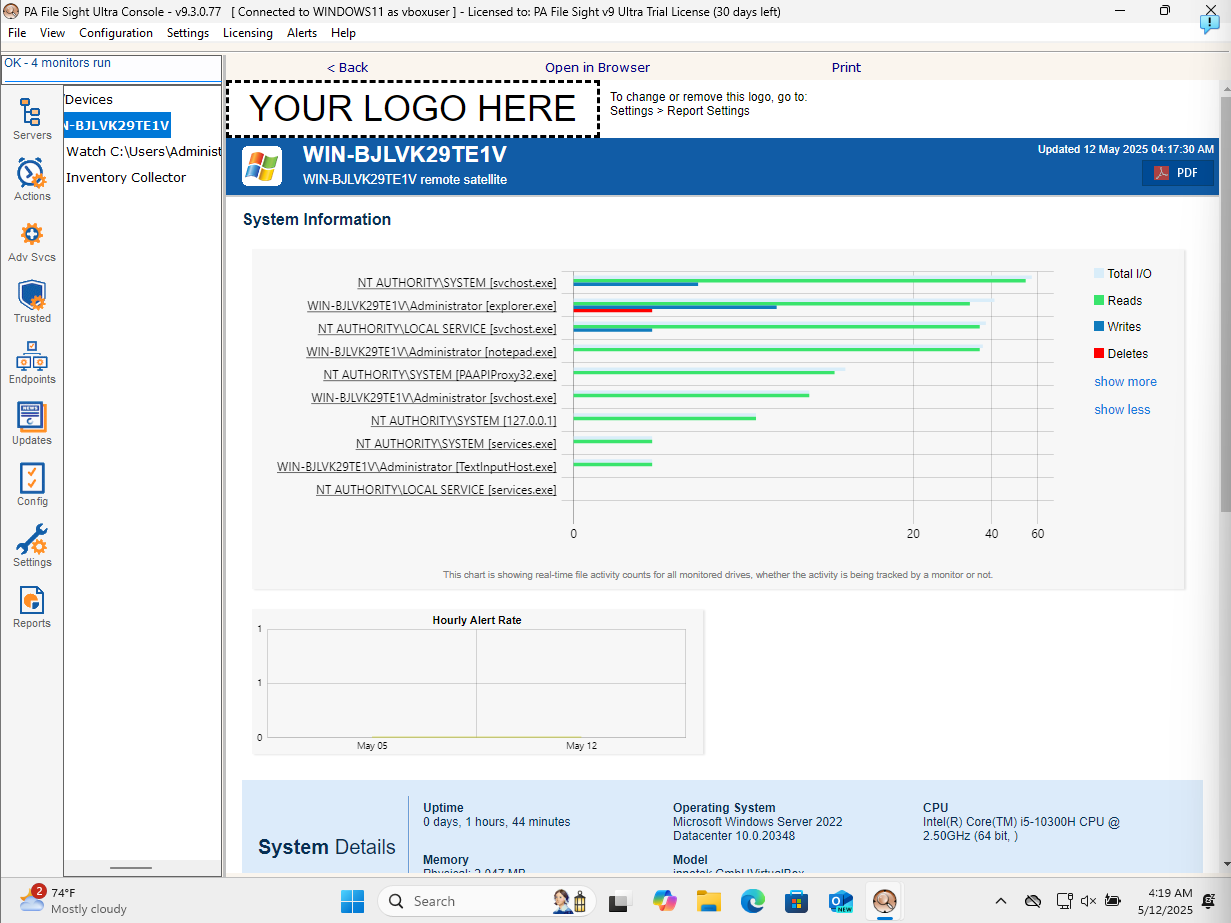 PA File Sight Ultra Console - v9.3.0.77 [ Connected to WINDOWS11 as vboxuser ] - Licensed to: PA File Sight v9 Ultra Trial License (30 days left)
File View Configuration Settings Licensing Alerts Help
OK - 4 monitors run
< Back Open in Browser Print
Servers
Actions
Adv Svcs
Trusted
Endpoints
Updates
NEWS
Config
Settings
Reports
Devices
N-BJLVK29TE1V
Watch C:\Users\Administ
Inventory Collector
YOUR LOGO HERE
To change or remove this logo, go to:
Settings > Report Settings
WIN-BJLVK29TE1V
WIN-BJLVK29TE1V remote satellite
Updated 12 May 2025 04:17:30 AM
PDF
System Information
NT AUTHORITY\SYSTEM [svchost.exe]
WIN-BJLVK29TE1V\Administrator [explorer.exe]
NT AUTHORITY\LOCAL SERVICE [svchost.exe]
WIN-BJLVK29TE1V\Administrator [notepad.exe]
NT AUTHORITY\SYSTEM [PAAPIProxy32.exe]
WIN-BJLVK29TE1V\Administrator [svchost.exe]
NT AUTHORITY\SYSTEM [127.0.0.1]
NT AUTHORITY\SYSTEM [services.exe]
WIN-BJLVK29TE1V\Administrator [TextInputHost.exe]
NT AUTHORITY\LOCAL SERVICE [services.exe]
0 20 40 60
Total I/O
Reads
Writes
Deletes
show more
show less
This chart is showing real-time file activity counts for all monitored drives, whether the activity is being tracked by a monitor or not.
Hourly Alert Rate
1
1
0
May 05 May 12
System Details
Uptime
0 days, 1 hours, 44 minutes
Operating System
Microsoft Windows Server 2022
Datacenter 10.0.20348
CPU
Intel(R) Core(TM) i5-10300H CPU @
2.50GHz (64 bit, )
Memory
Physical: 2,047 MB
Model
innotek GmbH VirtualBox
2
74°F
Mostly cloudy
Search
NEW
4:19 AM
5/12/2025